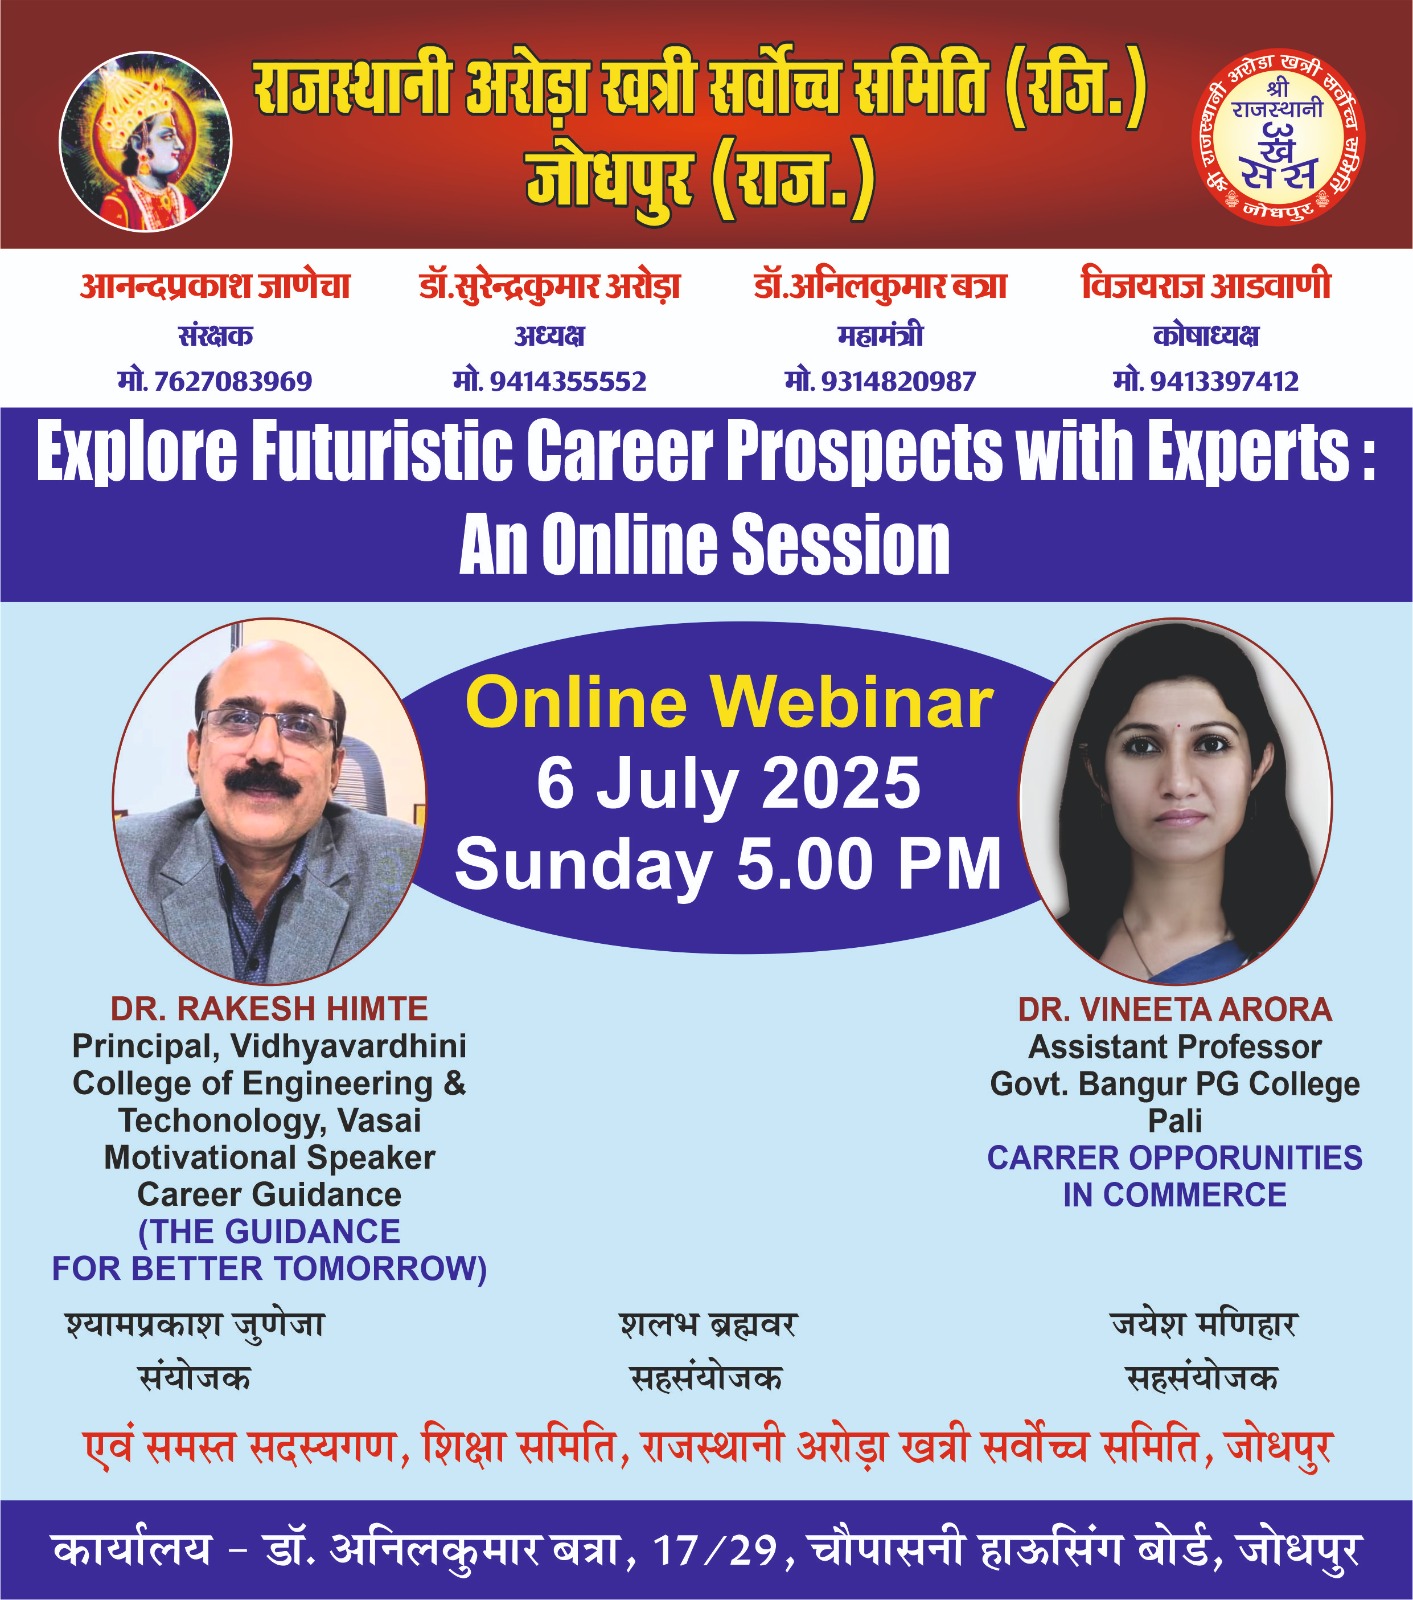 राजस्थानी अरोड़ा खत्री सर्वोच्च समिति (रजि.)
जोधपुर (राज.)
श्री राजस्थानी अरोडा खत्री सर्वोच्च समिति
श्री
राजस्थानी
अ
ख
स स
जोधपुर
आनन्दप्रकाश जाणेचा
संरक्षक
मो. 7627083969
डॉ.सुरेन्द्रकुमार अरोड़ा
अध्यक्ष
मो. 9414355552
डॉ.अनिलकुमार बत्रा
महामंत्री
मो. 9314820987
विजयराज आडवाणी
कोषाध्यक्ष
मो. 9413397412
Explore Futuristic Career Prospects with Experts :
An Online Session
Online Webinar
6 July 2025
Sunday 5.00 PM
DR. RAKESH HIMTE
Principal, Vidhyavardhini
College of Engineering &
Techonology, Vasai
Motivational Speaker
Career Guidance
(THE GUIDANCE
FOR BETTER TOMORROW)
DR. VINEETA ARORA
Assistant Professor
Govt. Bangur PG College
Pali
CARRER OPPORUNITIES
IN COMMERCE
श्यामप्रकाश जुणेजा
संयोजक
शलभ ब्रह्मवर
सहसंयोजक
जयेश मणिहार
सहसंयोजक
एवं समस्त सदस्यगण, शिक्षा समिति, राजस्थानी अरोड़ा खत्री सर्वोच्च समिति, जोधपुर
कार्यालय - डॉ. अनिलकुमार बत्रा, 17/29, चौपासनी हाऊसिंग बोर्ड, जोधपुर